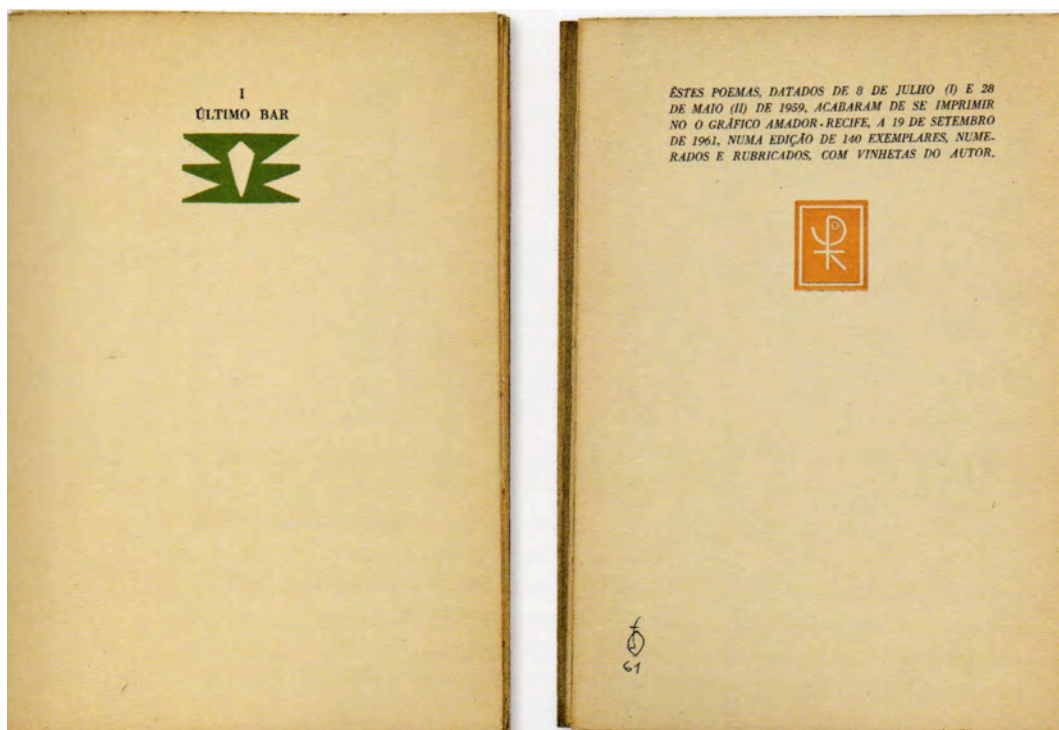 I
ÚLTIMO BAR
ÊSTES POEMAS, DATADOS DE 8 DE JULHO (I) E 28
DE MAIO (II) DE 1959, ACABARAM DE SE IMPRIMIR
NO O GRÁFICO AMADOR - RECIFE, A 19 DE SETEMBRO
DE 1961, NUMA EDIÇÃO DE 140 EXEMPLARES, NUME-
RADOS E RUBRICADOS, COM VINHETAS DO AUTOR.
61